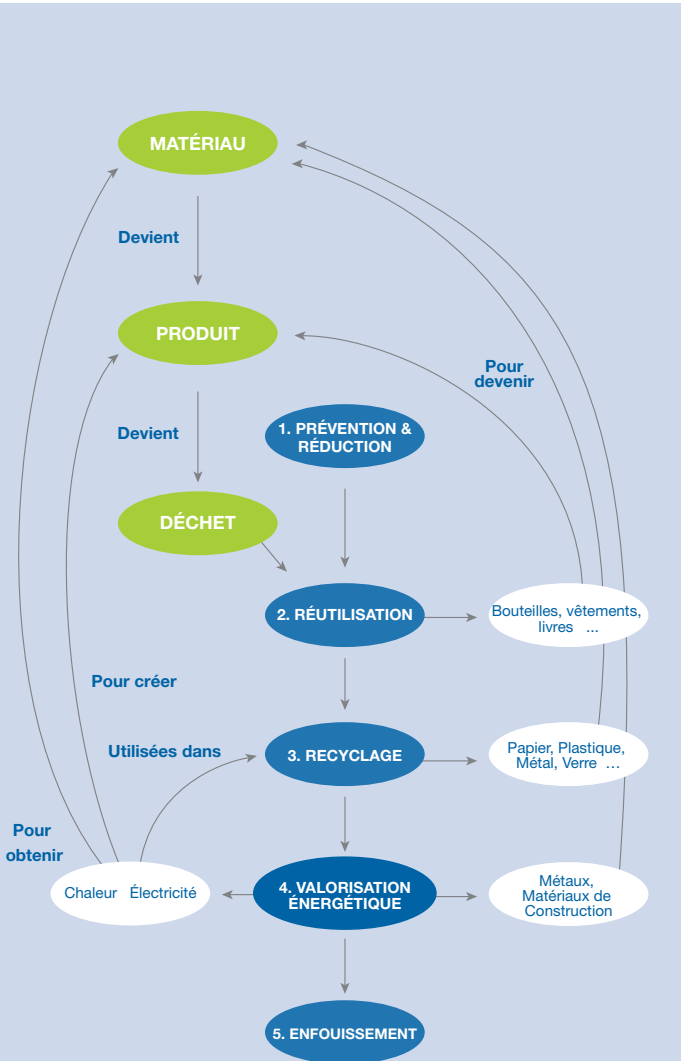 MATÉRIAU
Devient
PRODUIT
Pour
devenir
Devient
1. PRÉVENTION &
RÉDUCTION
DÉCHET
2. RÉUTILISATION
Bouteilles, vêtements,
livres ...
Pour créer
Utilisées dans
3. RECYCLAGE
Papier, Plastique,
Métal, Verre ...
Pour
obtenir
Chaleur Électricité
4. VALORISATION
ÉNERGÉTIQUE
Métaux,
Matériaux de
Construction
5. ENFOUISSEMENT